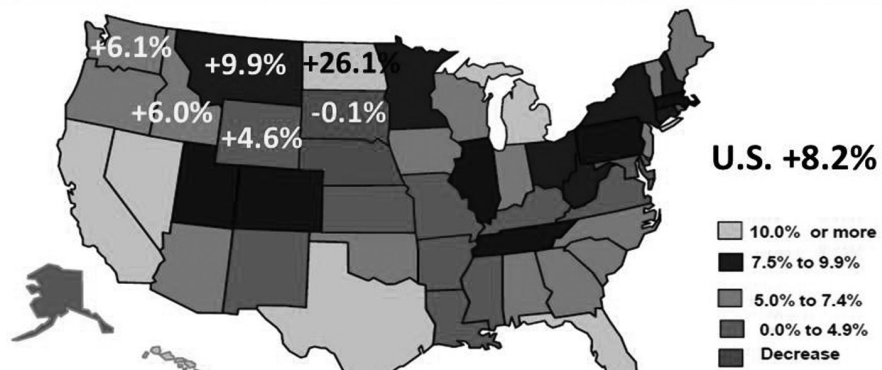 +6.1%
+9.9%
+26.1%
+6.0%
+4.6%
-0.1%
U.S. +8.2%
10.0% or more
7.5% to 9.9%
5.0% to 7.4%
0.0% to 4.9%
Decrease